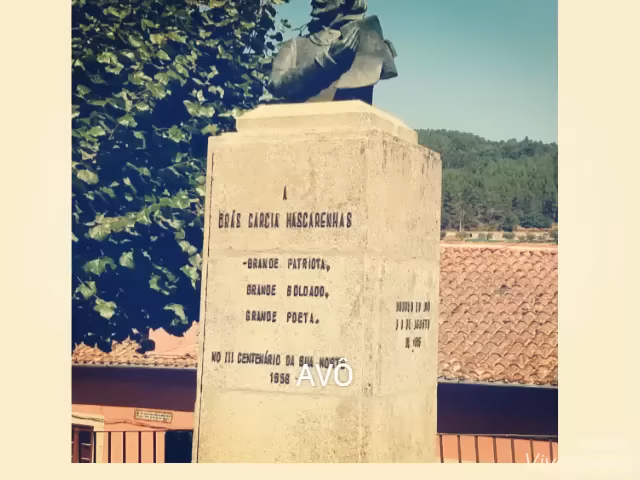 A
BRÁS GARCIA MASCARENHAS
-GRANDE PATRIOTA,
GRANDE SOLDADO,
GRANDE POETA.
NO III CENTENÁRIO DA SUA MORTE
1956
AVÔ